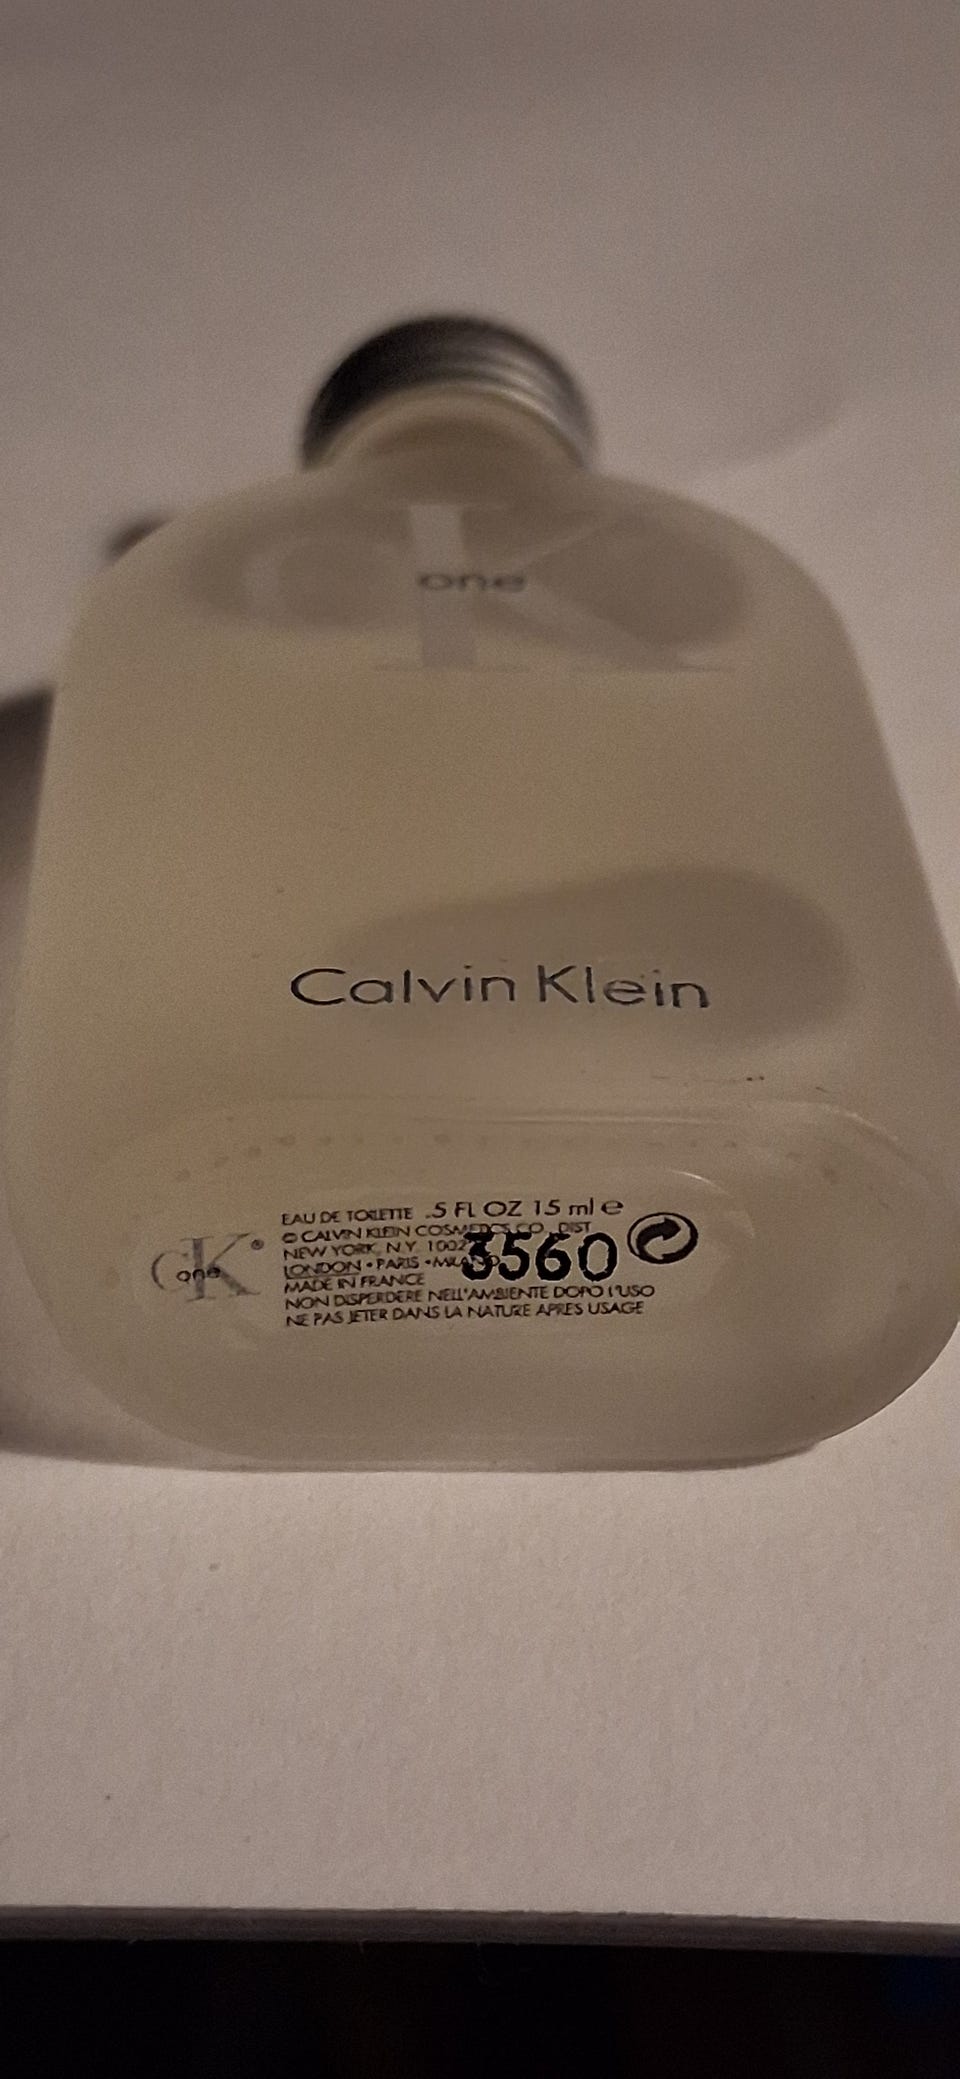 CK
one
Calvin Klein
EAU DE TOILETTE .5 FL OZ 15 ml e
© CALVIN KLEIN COSMETICS CO., DIST
NEW YORK, N.Y. 3560
LONDON • PARIS • MILANO
MADE IN FRANCE
NON DISPERDERE NELL'AMBIENTE DOPO L'USO
NE PAS JETER DANS LA NATURE APRES USAGE
cK®
one